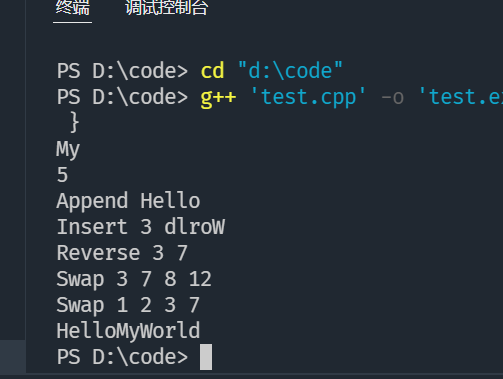 终端 调试控制台
PS D:\code> cd "d:\code"
PS D:\code> g++ 'test.cpp' -o 'test.ex
}
My
5
Append Hello
Insert 3 dlroW
Reverse 3 7
Swap 3 7 8 12
Swap 1 2 3 7
HelloMyWorld
PS D:\code>